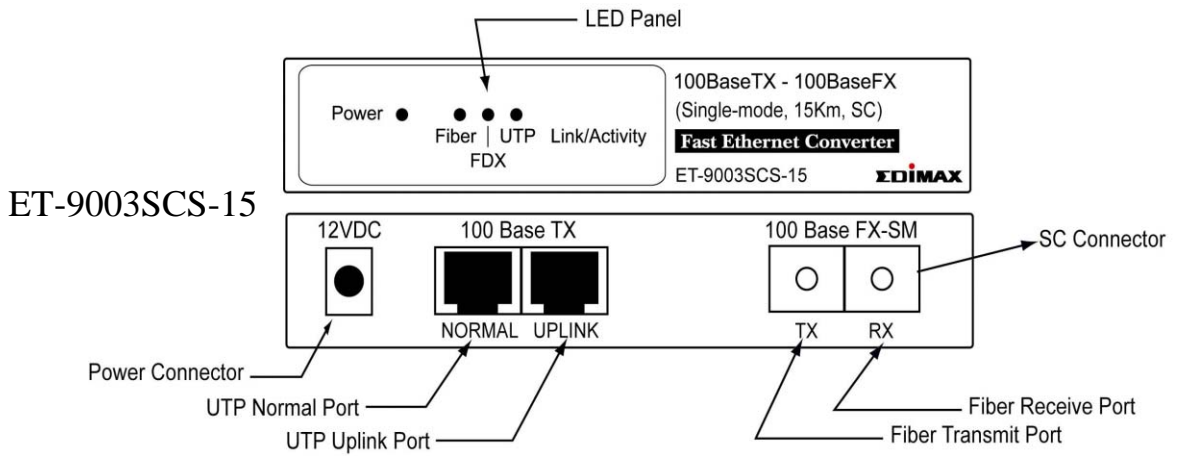 LED Panel
100BaseTX - 100BaseFX
(Single-mode, 15Km, SC)
Power
Fiber | UTP Link/Activity
FDX
Fast Ethernet Converter
ET-9003SCS-15 EDIMAX
ET-9003SCS-15
12VDC 100 Base TX 100 Base FX-SM
SC Connector
NORMAL UPLINK TX RX
Power Connector
UTP Normal Port
Fiber Receive Port
UTP Uplink Port
Fiber Transmit Port